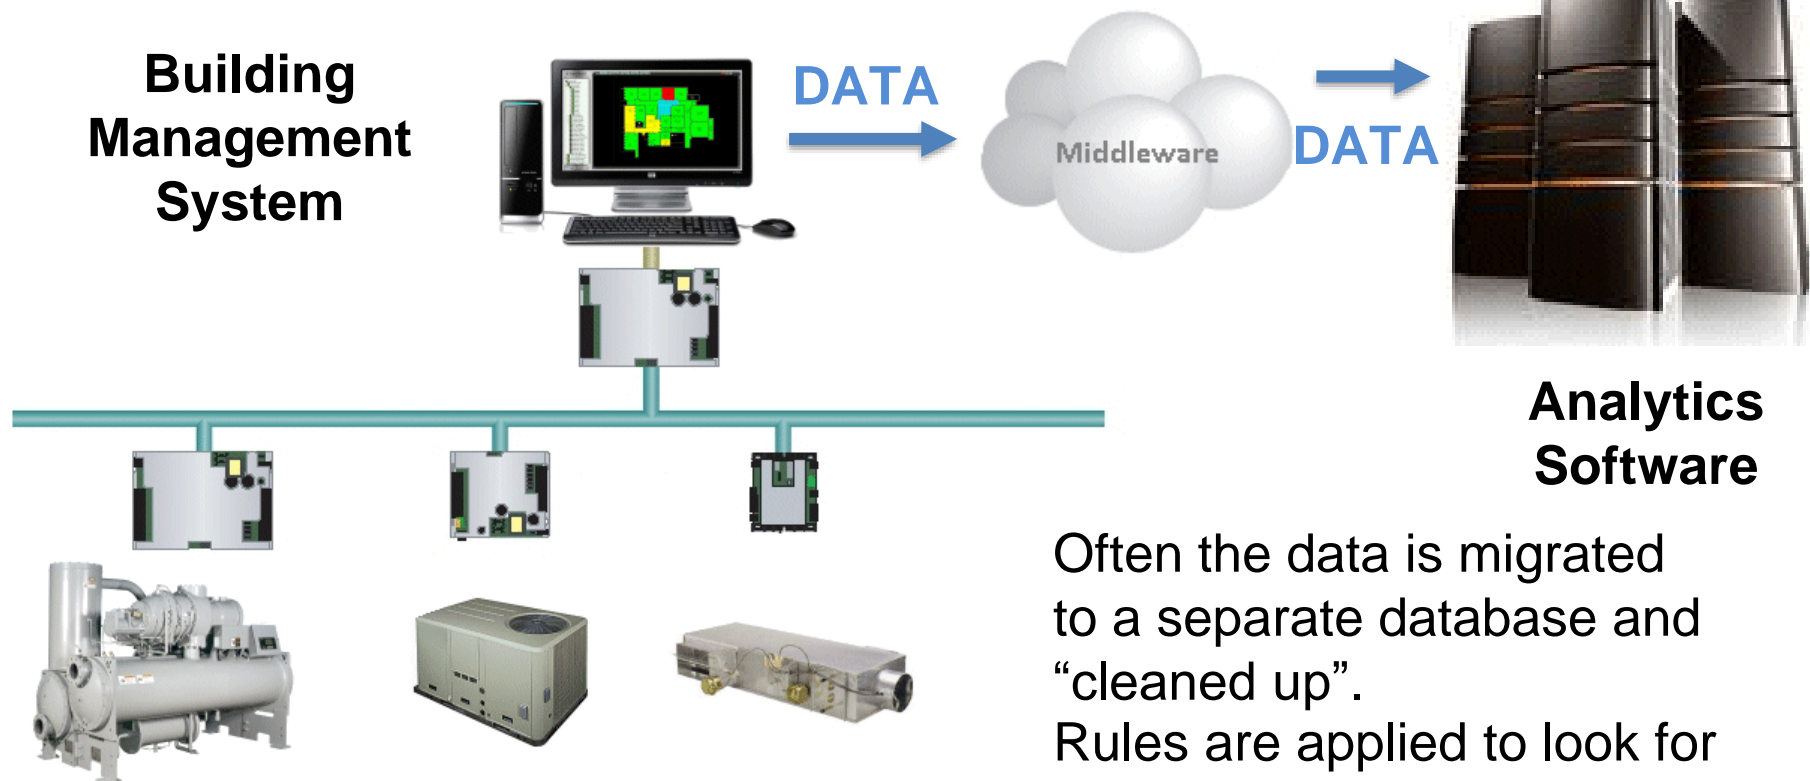 Building
Management
System
DATA
Middleware
DATA
Analytics
Software
Often the data is migrated
to a separate database and
“cleaned up”.
Rules are applied to look for